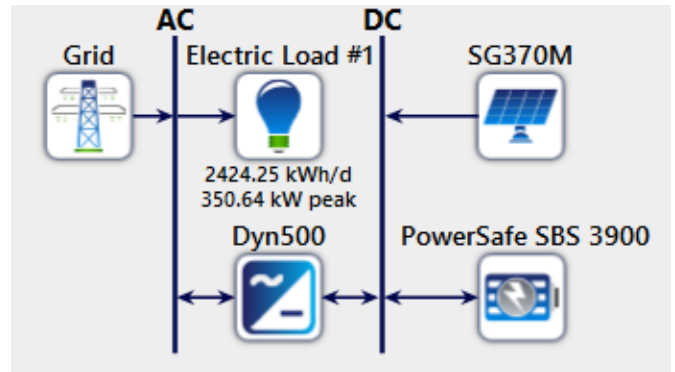 AC
DC
Grid
Electric Load #1
SG370M
2424.25 kWh/d
350.64 kW peak
Dyn500
PowerSafe SBS 3900